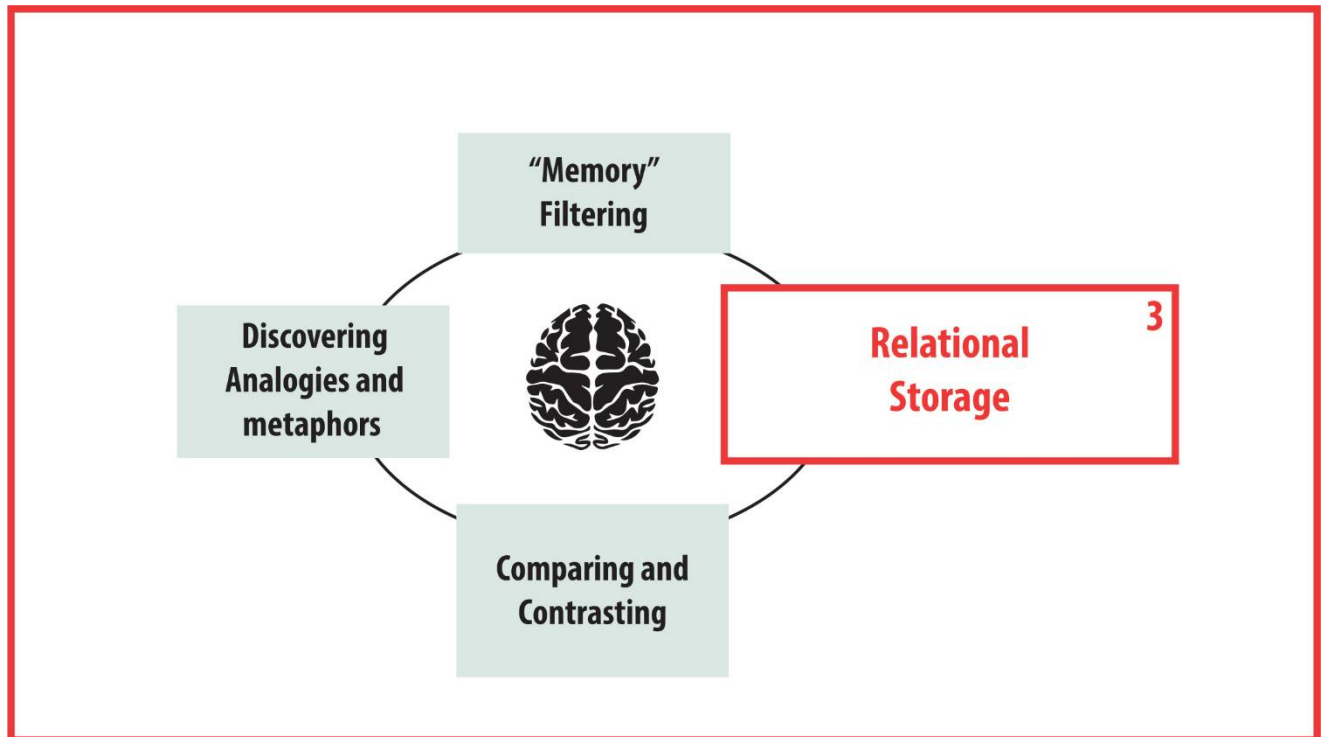 “Memory”
Filtering
Discovering
Analogies and
metaphors
3
Relational
Storage
Comparing and
Contrasting